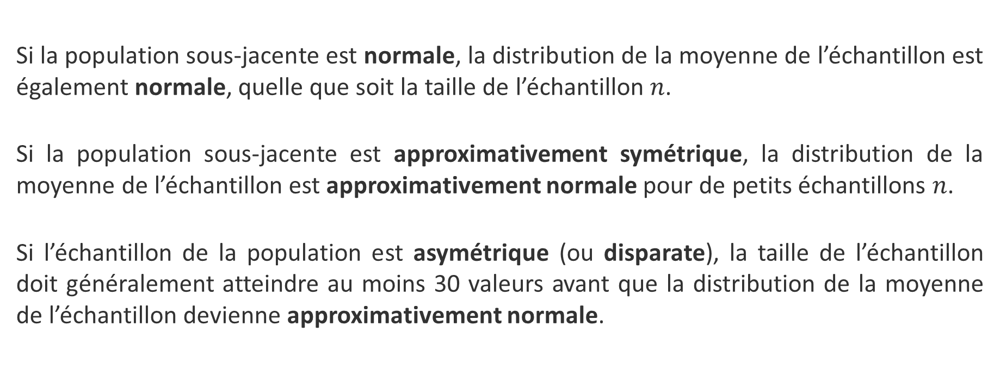 Si la population sous-jacente est normale, la distribution de la moyenne de l’échantillon est
également normale, quelle que soit la taille de l’échantillon n.
Si la population sous-jacente est approximativement symétrique, la distribution de la
moyenne de l’échantillon est approximativement normale pour de petits échantillons n.
Si l’échantillon de la population est asymétrique (ou disparate), la taille de l’échantillon
doit généralement atteindre au moins 30 valeurs avant que la distribution de la moyenne
de l’échantillon devienne approximativement normale.